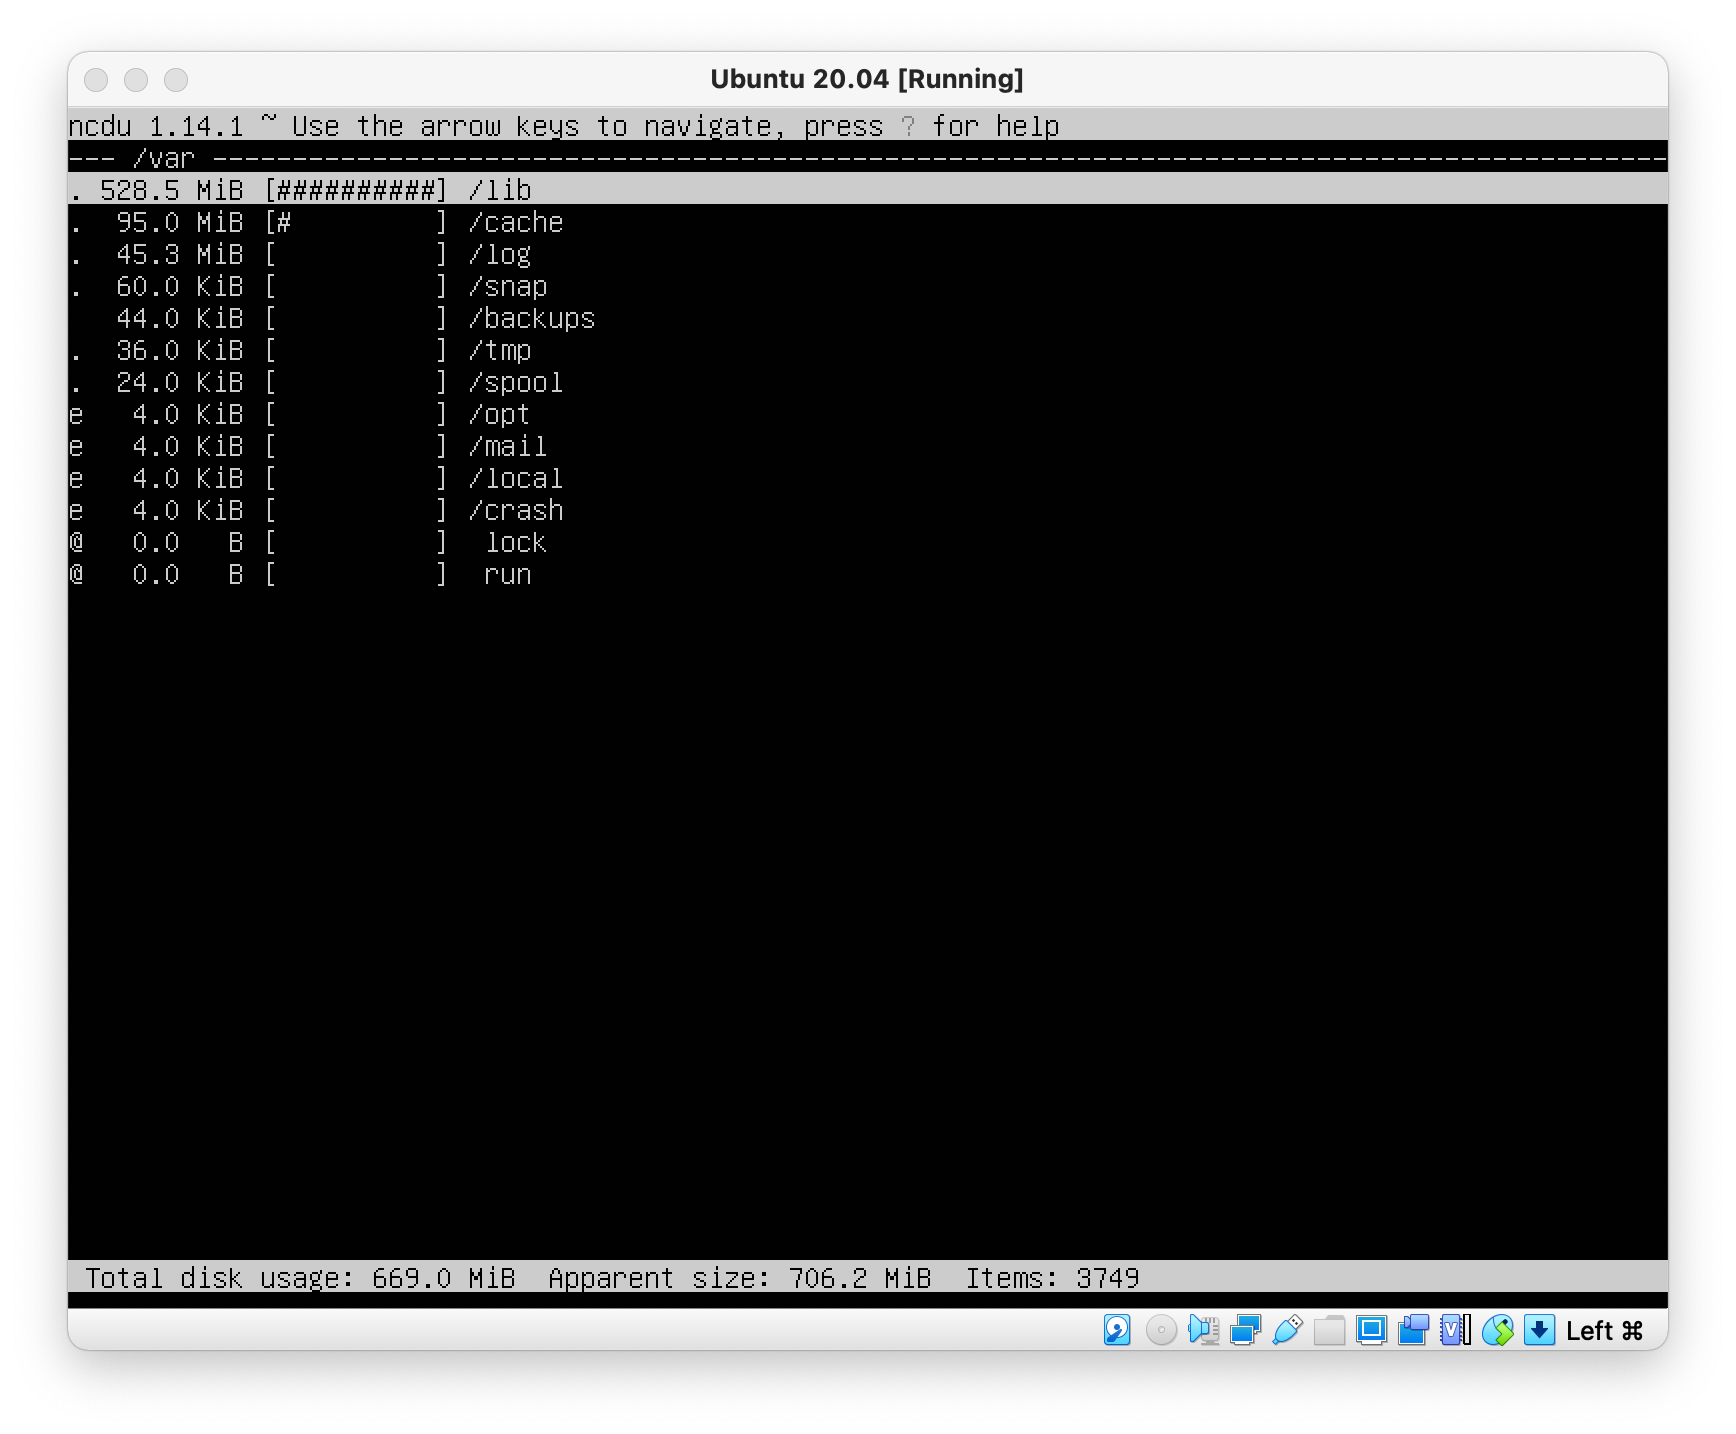 Ubuntu 20.04 [Running]
ncdu 1.14.1 ~ Use the arrow keys to navigate, press ? for help
--- /var -------------------------------------------------------------------------------------------
. 528.5 MiB [##########] /lib
.  95.0 MiB [#         ] /cache
.  45.3 MiB [          ] /log
.  60.0 KiB [          ] /snap
   44.0 KiB [          ] /backups
.  36.0 KiB [          ] /tmp
.  24.0 KiB [          ] /spool
e   4.0 KiB [          ] /opt
e   4.0 KiB [          ] /mail
e   4.0 KiB [          ] /local
e   4.0 KiB [          ] /crash
@   0.0   B [          ]  lock
@   0.0   B [          ]  run
Total disk usage: 669.0 MiB  Apparent size: 706.2 MiB  Items: 3749
Left ⌘